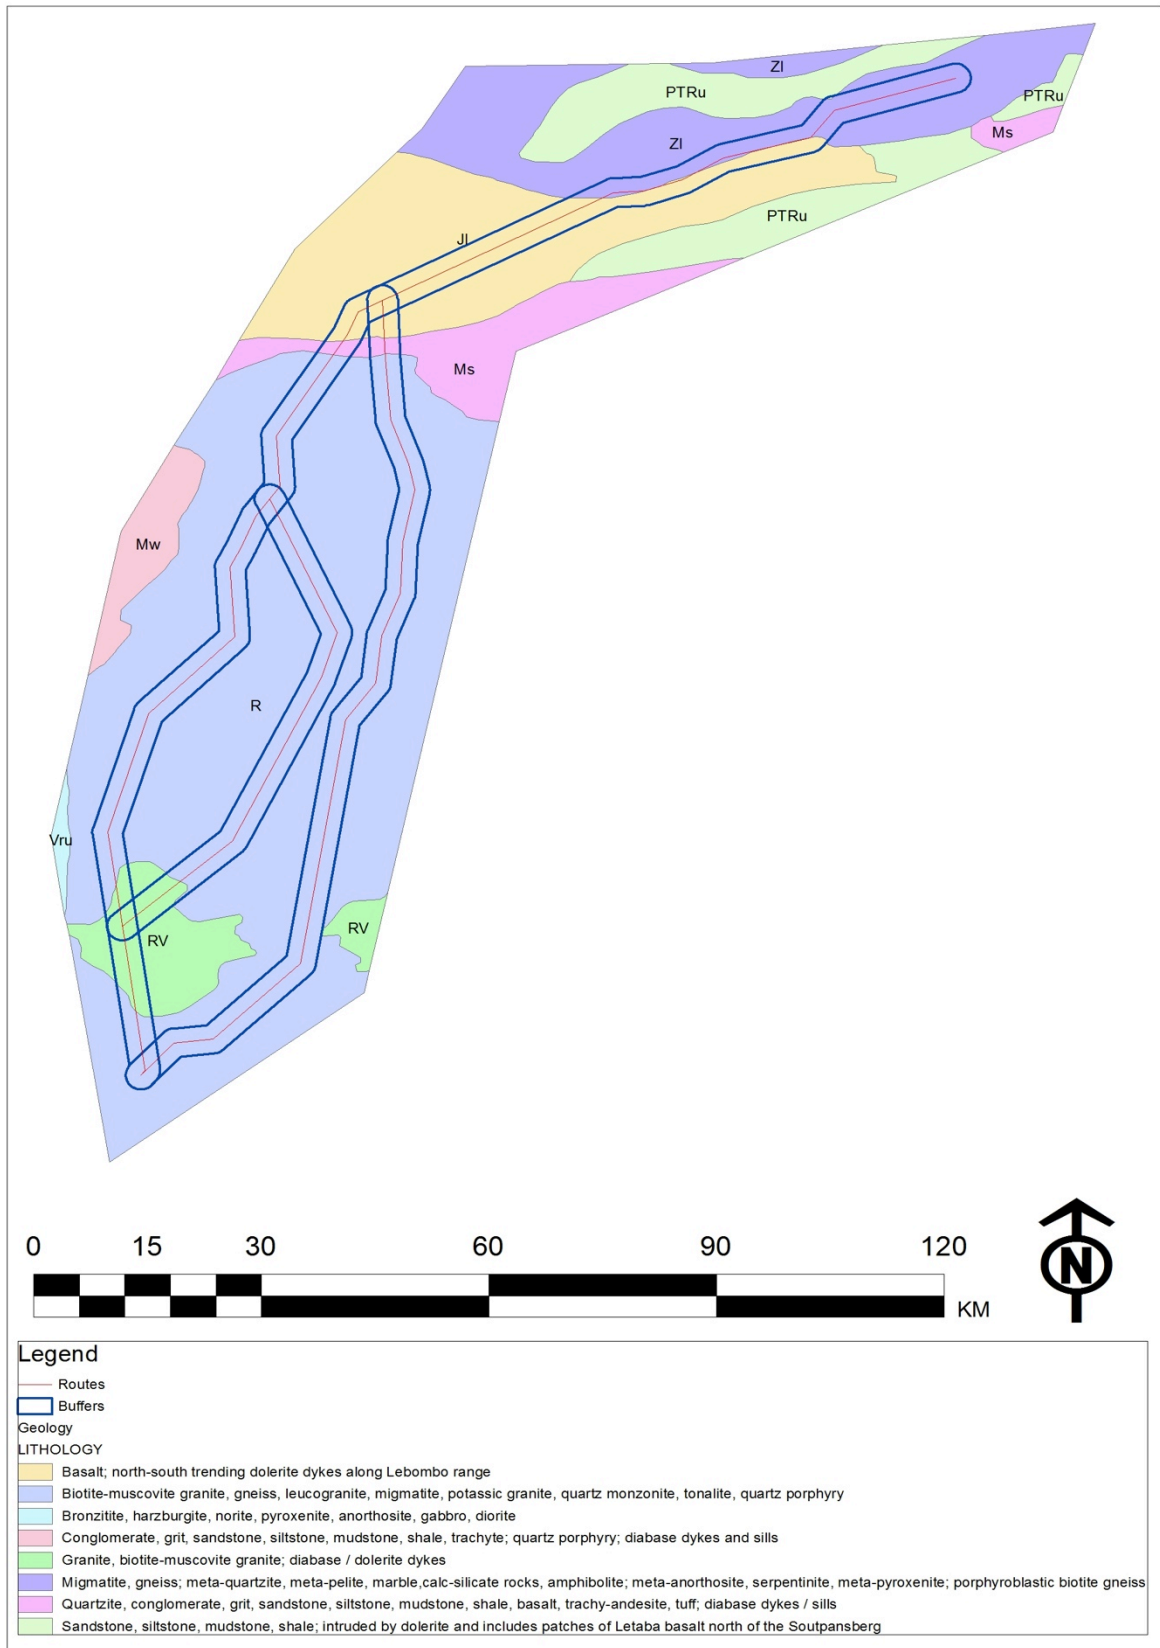 ZI
PTRu
PTRu
Ms
ZI
PTRu
JI
Ms
Mw
R
Vru
RV
RV
0 15 30 60 90 120
KM
N
Legend
Routes
Buffers
Geology
LITHOLOGY
Basalt; north-south trending dolerite dykes along Lebombo range
Biotite-muscovite granite, gneiss, leucogranite, migmatite, potassic granite, quartz monzonite, tonalite, quartz porphyry
Bronzitite, harzburgite, norite, pyroxenite, anorthosite, gabbro, diorite
Conglomerate, grit, sandstone, siltstone, mudstone, shale, trachyte; quartz porphyry; diabase dykes and sills
Granite, biotite-muscovite granite; diabase / dolerite dykes
Migmatite, gneiss; meta-quartzite, meta-pelite, marble,calc-silicate rocks, amphibolite; meta-anorthosite, serpentinite, meta-pyroxenite; porphyroblastic biotite gneiss
Quartzite, conglomerate, grit, sandstone, siltstone, mudstone, shale, basalt, trachy-andesite, tuff; diabase dykes / sills
Sandstone, siltstone, mudstone, shale; intruded by dolerite and includes patches of Letaba basalt north of the Soutpansberg